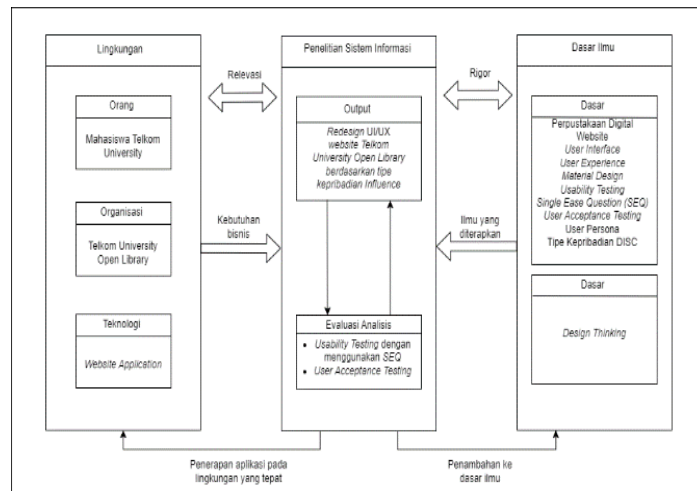 Lingkungan
Orang
Mahasiswa Telkom
University
Organisasi
Telkom University
Open Library
Teknologi
Website Application
Relevasi
Kebutuhan
bisnis
Penelitian Sistem Informasi
Output
Redesign UI/UX
website Telkom
University Open Library
berdasarkan tipe
kepribadian Influence
Evaluasi Analisis
• Usability Testing dengan
menggunakan SEQ
• User Acceptance Testing
Rigor
Ilmu yang
diterapkan
Dasar Ilmu
Dasar
Perpustakaan Digital
Website
User Interface
User Experience
Material Design
Usability Testing
Single Ease Question (SEQ)
User Acceptance Testing
User Persona
Tipe Kepribadian DISC
Dasar
Design Thinking
Penerapan aplikasi pada
lingkungan yang tepat
Penambahan ke
dasar ilmu